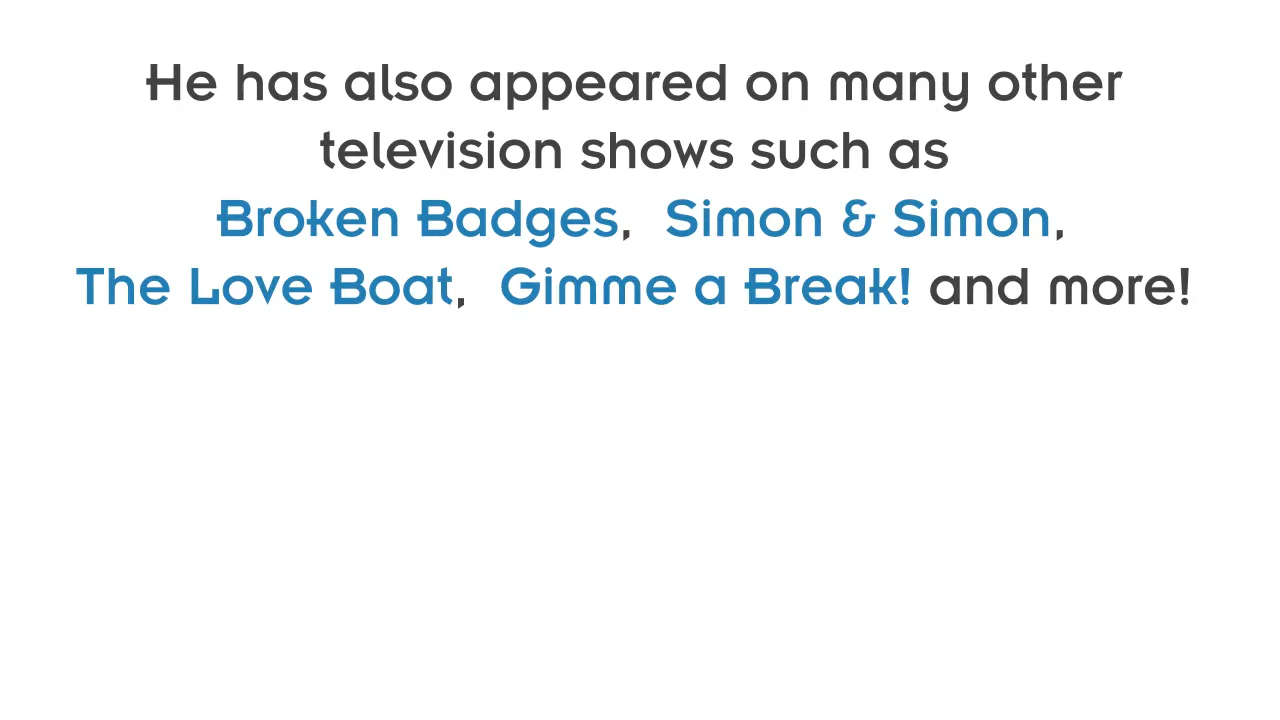 He has also appeared on many other
television shows such as
Broken Badges, Simon & Simon,
The Love Boat, Gimme a Break! and more!